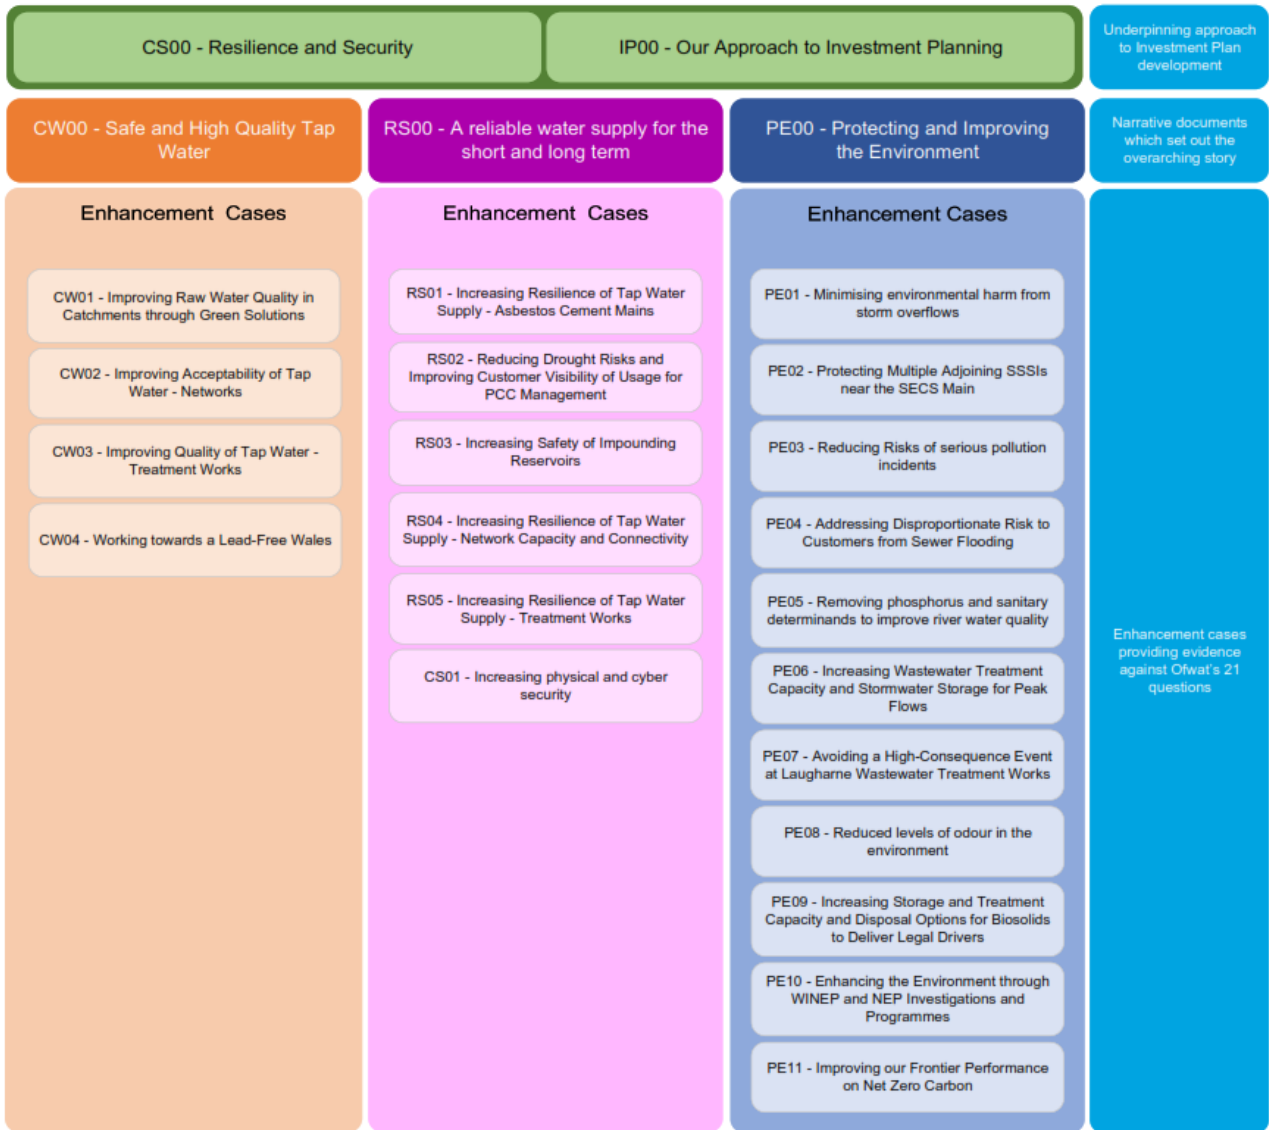 CS00 - Resilience and Security
IP00 - Our Approach to Investment Planning
Underpinning approach
to Investment Plan
development
CW00 - Safe and High Quality Tap
Water
RS00 - A reliable water supply for the
short and long term
PE00 - Protecting and Improving
the Environment
Narrative documents
which set out the
overarching story
Enhancement Cases
CW01 - Improving Raw Water Quality in
Catchments through Green Solutions
CW02 - Improving Acceptability of Tap
Water - Networks
CW03 - Improving Quality of Tap Water -
Treatment Works
CW04 - Working towards a Lead-Free Wales
Enhancement Cases
RS01 - Increasing Resilience of Tap Water
Supply - Asbestos Cement Mains
RS02 - Reducing Drought Risks and
Improving Customer Visibility of Usage for
PCC Management
RS03 - Increasing Safety of Impounding
Reservoirs
RS04 - Increasing Resilience of Tap Water
Supply - Network Capacity and Connectivity
RS05 - Increasing Resilience of Tap Water
Supply - Treatment Works
CS01 - Increasing physical and cyber
security
Enhancement Cases
PE01 - Minimising environmental harm from
storm overflows
PE02 - Protecting Multiple Adjoining SSSIs
near the SECS Main
PE03 - Reducing Risks of serious pollution
incidents
PE04 - Addressing Disproportionate Risk to
Customers from Sewer Flooding
PE05 - Removing phosphorus and sanitary
determinands to improve river water quality
PE06 - Increasing Wastewater Treatment
Capacity and Stormwater Storage for Peak
Flows
PE07 - Avoiding a High-Consequence Event
at Laugharne Wastewater Treatment Works
PE08 - Reduced levels of odour in the
environment
PE09 - Increasing Storage and Treatment
Capacity and Disposal Options for Biosolids
to Deliver Legal Drivers
PE10 - Enhancing the Environment through
WINEP and NEP Investigations and
Programmes
PE11 - Improving our Frontier Performance
on Net Zero Carbon
Enhancement cases
providing evidence
against Ofwat's 21
questions